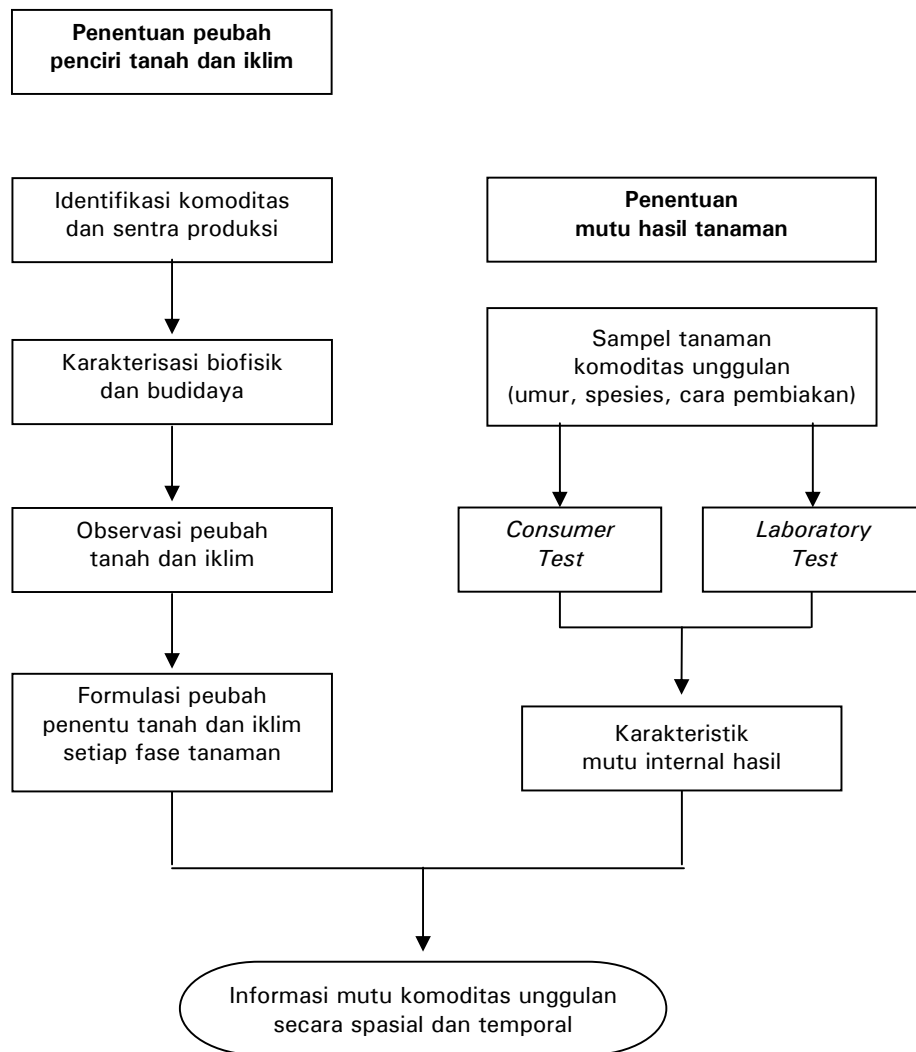 Penentuan peubah
penciri tanah dan iklim
Identifikasi komoditas
dan sentra produksi
Karakterisasi biofisik
dan budidaya
Observasi peubah
tanah dan iklim
Formulasi peubah
penentu tanah dan iklim
setiap fase tanaman
Penentuan
mutu hasil tanaman
Sampel tanaman
komoditas unggulan
(umur, spesies, cara pembiakan)
Consumer
Test
Laboratory
Test
Karakteristik
mutu internal hasil
Informasi mutu komoditas unggulan
secara spasial dan temporal